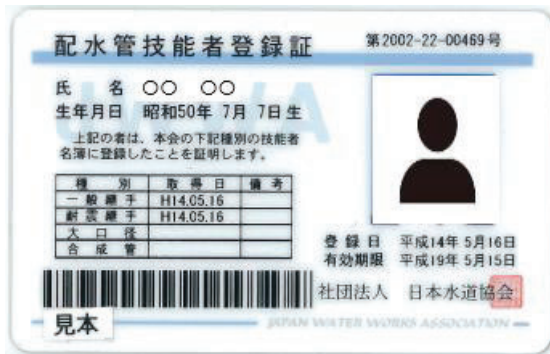 配水管技能者登録証
第2002-22-00469号
氏 名 〇〇 〇〇
生年月日 昭和50年 7月 7日生
上記の者は、本会の下記種別の技能者
名簿に登録したことを証明します。
種 別 取 得 日 備 考
一 般 継 手 H14.05.16
耐 震 継 手 H14.05.16
大 口 径
合 成 管
登 録 日 平成14年 5月16日
有効期限 平成19年 5月15日
社団法人 日本水道協会
見本
JAPAN WATER WORKS ASSOCIATION